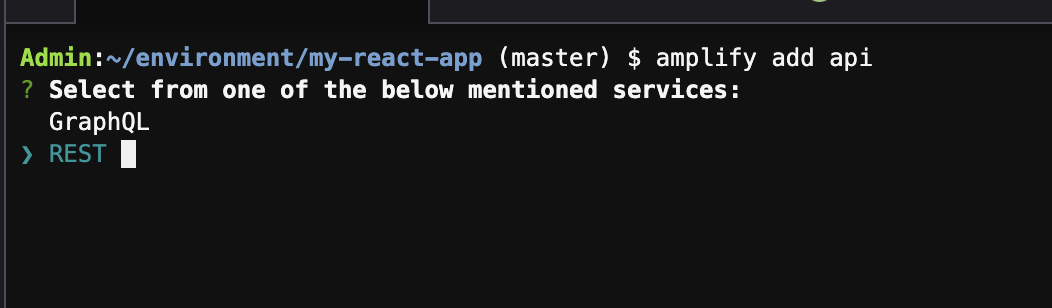 Admin:~/environment/my-react-app (master) $ amplify add api
? Select from one of the below mentioned services:
GraphQL
❯ REST